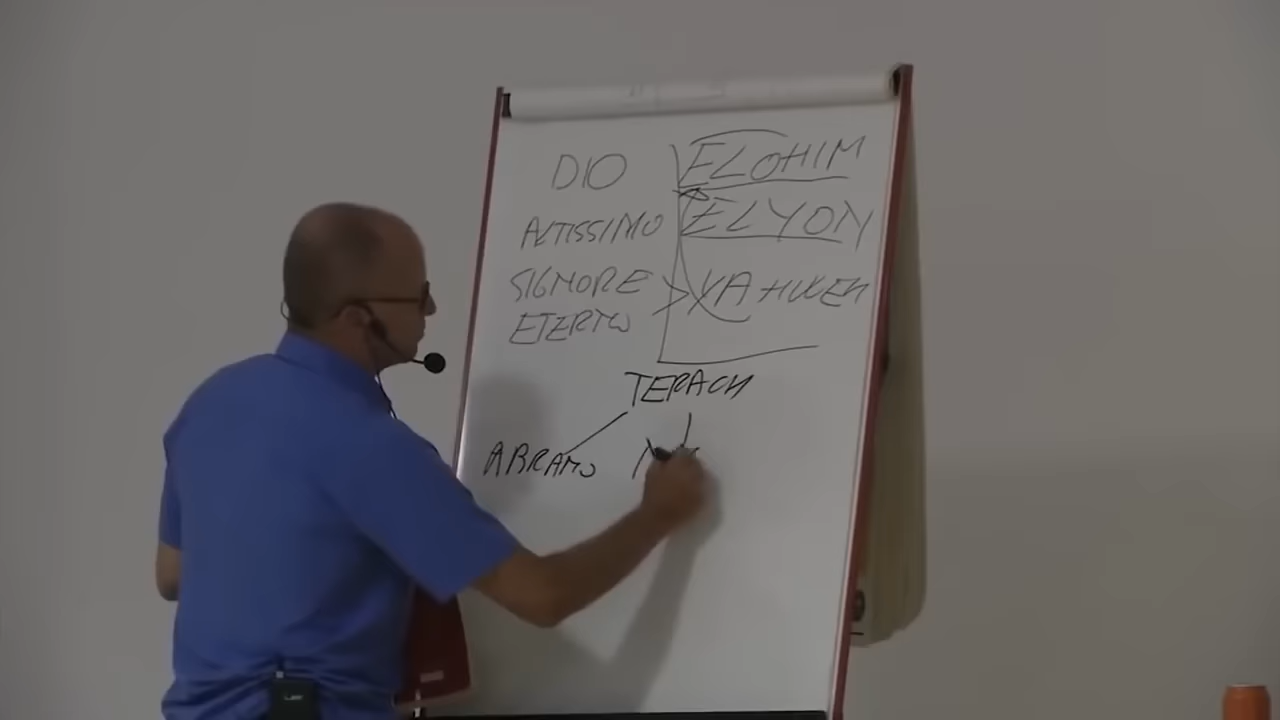 DIO ELOHIM
ALTISSIMO ELYON
SIGNORE YAHWEH
ETERNO
TERACH
ABRAMO N